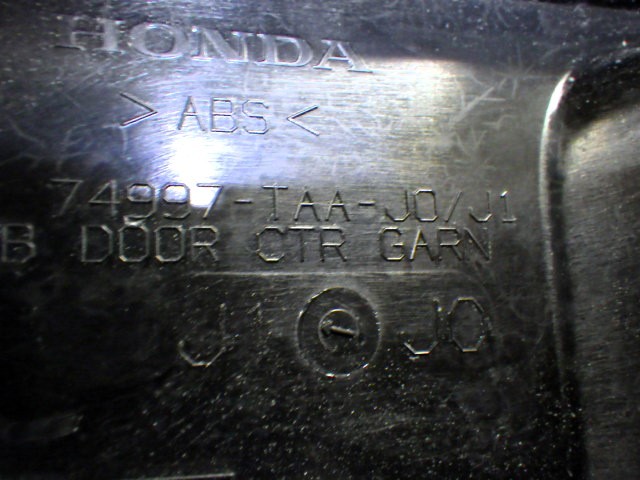 HONDA
>ABS<
74997-TAA-J0/J1
B DOOR CTR GARN
J1 J0